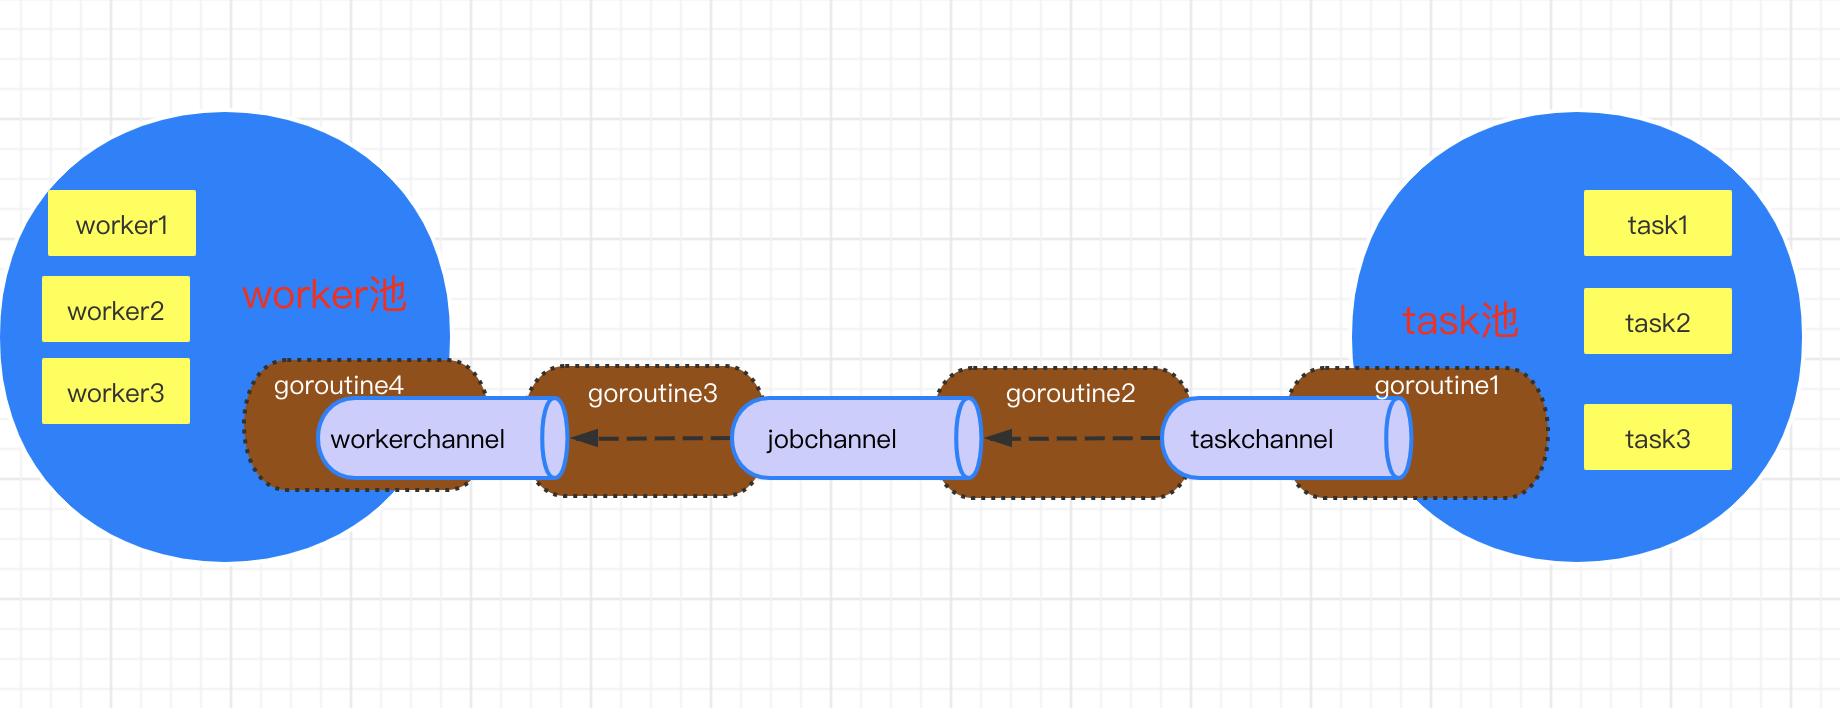 worker1
worker2
worker3
worker池
goroutine4
workerchannel
goroutine3
jobchannel
goroutine2
taskchannel
goroutine1
task池
task1
task2
task3